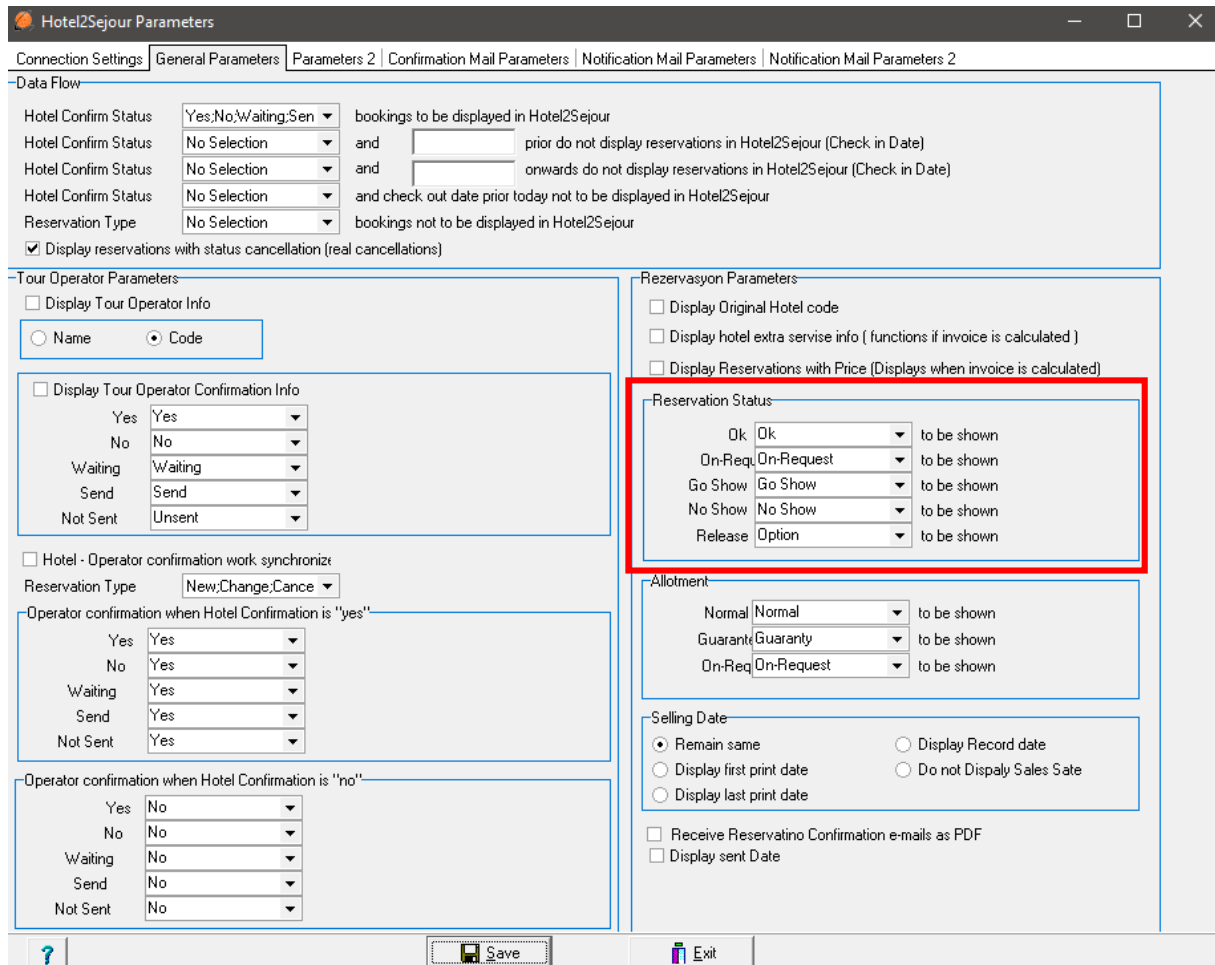 Hotel2Sejour Parameters
Connection Settings General Parameters Parameters 2 Confirmation Mail Parameters Notification Mail Parameters Notification Mail Parameters 2
Data Flow
Hotel Confirm Status Yes;No;Waiting;Sen bookings to be displayed in Hotel2Sejour
Hotel Confirm Status No Selection and prior do not display reservations in Hotel2Sejour (Check in Date)
Hotel Confirm Status No Selection and onwards do not display reservations in Hotel2Sejour (Check in Date)
Hotel Confirm Status No Selection and check out date prior today not to be displayed in Hotel2Sejour
Reservation Type No Selection bookings not to be displayed in Hotel2Sejour
Display reservations with status cancellation (real cancellations)
Tour Operator Parameters
Display Tour Operator Info
Name Code
Display Tour Operator Confirmation Info
Yes Yes
No No
Waiting Waiting
Send Send
Not Sent Unsent
Hotel - Operator confirmation work synchronize
Reservation Type New;Change;Cance
Operator confirmation when Hotel Confirmation is "yes"
Yes Yes
No Yes
Waiting Yes
Send Yes
Not Sent Yes
Operator confirmation when Hotel Confirmation is "no"
Yes No
No No
Waiting No
Send No
Not Sent No
Rezervasyon Parameters
Display Original Hotel code
Display hotel extra servise info ( functions if invoice is calculated )
Display Reservations with Price (Displays when invoice is calculated)
Reservation Status
Ok Ok to be shown
On-Requ On-Request to be shown
Go Show Go Show to be shown
No Show No Show to be shown
Release Option to be shown
Allotment
Normal Normal to be shown
Guarante Guaranty to be shown
On-Req On-Request to be shown
Selling Date
Remain same Display Record date
Display first print date Do not Dispaly Sales Sate
Display last print date
Receive Reservatino Confirmation e-mails as PDF
Display sent Date
? Save Exit